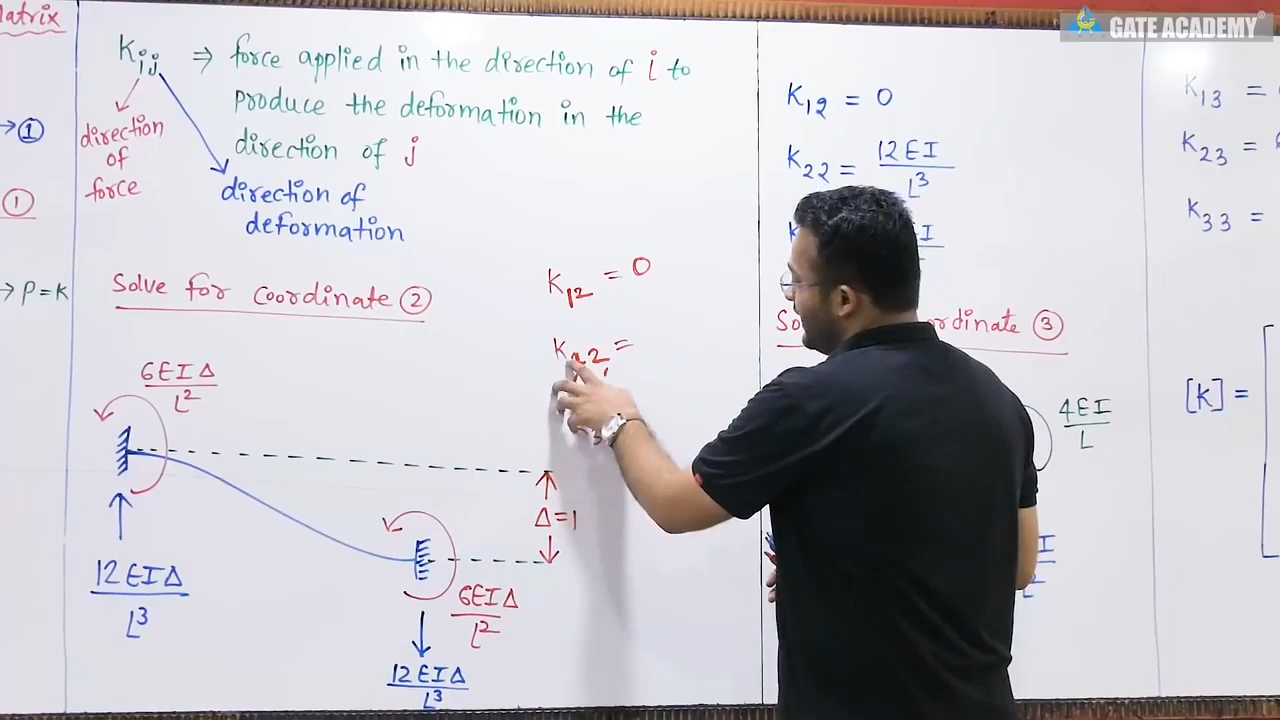 GATE ACADEMY
Matrix
→①
①
→ P=K
Kij ⇒ force applied in the direction of i to
produce the deformation in the
direction of j
direction
of
force
direction of
deformation
Solve for Coordinate ②
K12 = 0
K22 =
6EIΔ
L²
12EIΔ
L³
Δ=1
6EIΔ
L²
12EIΔ
L³
K12 = 0
K22 = 12EI
L³
ordinate ③
4EI
L
K13 =
K23 =
K33 =
[K] =